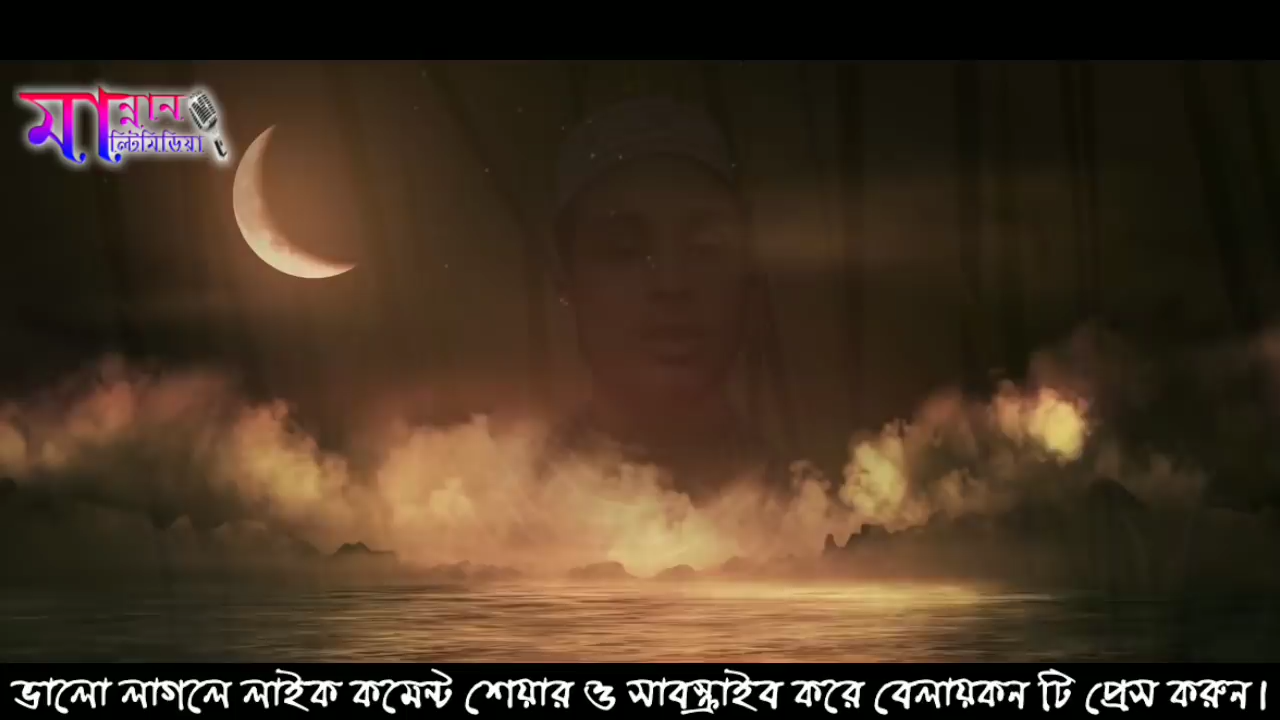 মান্নান
মাল্টিমিডিয়া
ভালো লাগলে লাইক কমেন্ট শেয়ার ও সাবস্ক্রাইব করে বেলায়কন টি প্রেস করুন।